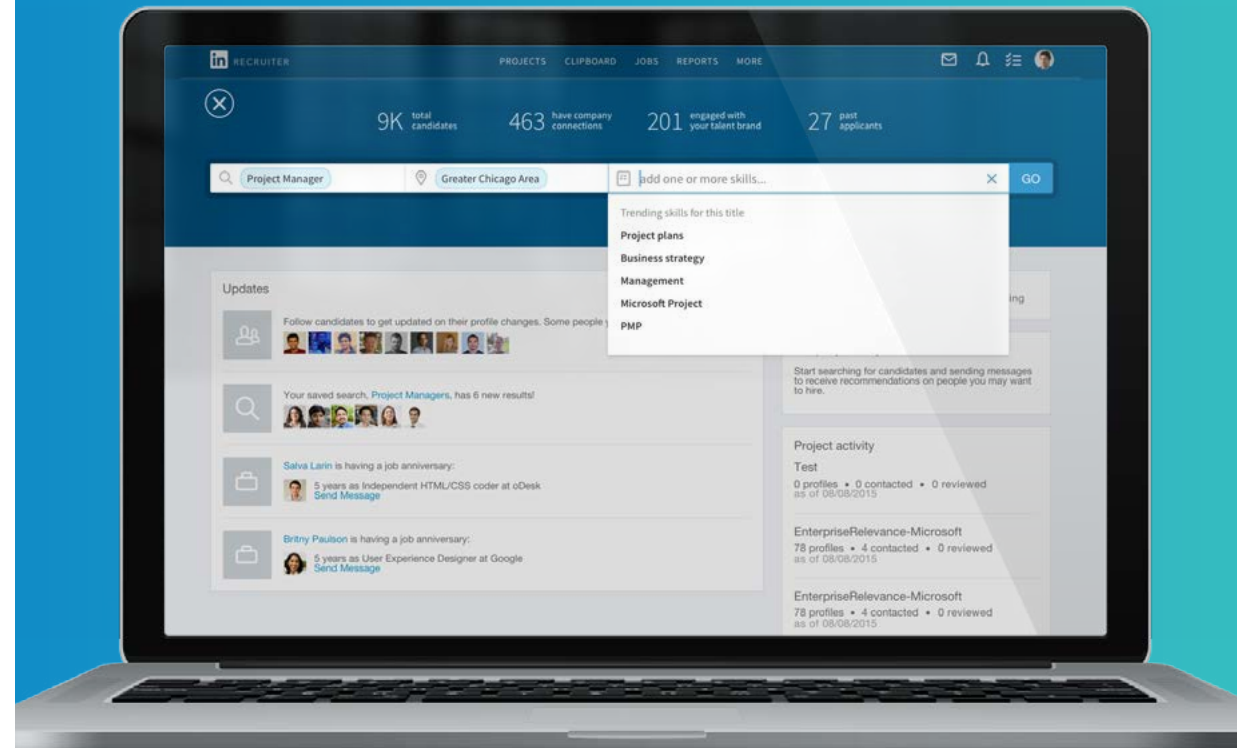 in RECRUITER
PROJECTS CLIPBOARD JOBS REPORTS MORE
9K total candidates
463 have company connections
201 engaged with your talent brand
27 past applicants
Project Manager
Greater Chicago Area
add one or more skills...
GO
Trending skills for this title
Project plans
Business strategy
Management
Microsoft Project
PMP
Updates
Follow candidates to get updated on their profile changes. Some people
Your saved search, Project Managers, has 6 new results!
Salva Larin is having a job anniversary:
5 years as Independent HTML/CSS coder at oDesk
Send Message
Britny Paulson is having a job anniversary:
5 years as User Experience Designer at Google
Send Message
ing
Start searching for candidates and sending messages
to receive recommendations on people you may want
to hire.
Project activity
Test
0 profiles • 0 contacted • 0 reviewed
as of 08/08/2015
EnterpriseRelevance-Microsoft
78 profiles • 4 contacted • 0 reviewed
as of 08/08/2015
EnterpriseRelevance-Microsoft
78 profiles • 4 contacted • 0 reviewed
as of 08/08/2015